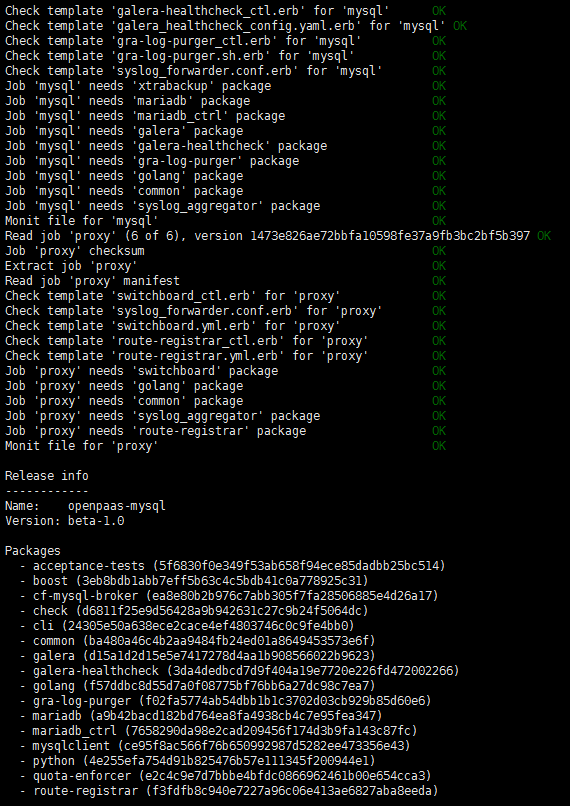 Check template 'galera-healthcheck_ctl.erb' for 'mysql' OK
Check template 'galera_healthcheck_config.yaml.erb' for 'mysql' OK
Check template 'gra-log-purger_ctl.erb' for 'mysql' OK
Check template 'gra-log-purger.sh.erb' for 'mysql' OK
Check template 'syslog_forwarder.conf.erb' for 'mysql' OK
Job 'mysql' needs 'xtrabackup' package OK
Job 'mysql' needs 'mariadb' package OK
Job 'mysql' needs 'mariadb_ctrl' package OK
Job 'mysql' needs 'galera' package OK
Job 'mysql' needs 'galera-healthcheck' package OK
Job 'mysql' needs 'gra-log-purger' package OK
Job 'mysql' needs 'golang' package OK
Job 'mysql' needs 'common' package OK
Job 'mysql' needs 'syslog_aggregator' package OK
Monit file for 'mysql' OK
Read job 'proxy' (6 of 6), version 1473e826ae72bbfa10598fe37a9fb3bc2bf5b397 OK
Job 'proxy' checksum OK
Extract job 'proxy' OK
Read job 'proxy' manifest OK
Check template 'switchboard_ctl.erb' for 'proxy' OK
Check template 'syslog_forwarder.conf.erb' for 'proxy' OK
Check template 'switchboard.yml.erb' for 'proxy' OK
Check template 'route-registrar_ctl.erb' for 'proxy' OK
Check template 'route-registrar.yml.erb' for 'proxy' OK
Job 'proxy' needs 'switchboard' package OK
Job 'proxy' needs 'golang' package OK
Job 'proxy' needs 'common' package OK
Job 'proxy' needs 'syslog_aggregator' package OK
Job 'proxy' needs 'route-registrar' package OK
Monit file for 'proxy' OK
Release info
------------
Name: openpaas-mysql
Version: beta-1.0
Packages
- acceptance-tests (5f6830f0e349f53ab658f94ece85dadbb25bc514)
- boost (3eb8bdb1abb7eff5b63c4c5bdb41c0a778925c31)
- cf-mysql-broker (ea8e80b2b976c7abb305f7fa28506885e4d26a17)
- check (d6811f25e9d56428a9b942631c27c9b24f5064dc)
- cli (24305e50a638ece2cace4ef4803746c0c9fe4bb0)
- common (ba480a46c4b2aa9484fb24ed01a8649453573e6f)
- galera (d15a1d2d15e5e7417278d4aa1b908566022b9623)
- galera-healthcheck (3da4dedbcd7d9f404a19e7720e226fd472002266)
- golang (f57ddbc8d55d7a0f08775bf76bb6a27dc98c7ea7)
- gra-log-purger (f02fa5774ab54dbb1b1c3702d03cb929b85d60e6)
- mariadb (a9b42bacd182bd764ea8fa4938cb4c7e95fea347)
- mariadb_ctrl (7658290da98e2cad209456f174d3b9fa143c87fc)
- mysqlclient (ce95f8ac566f76b650992987d5282ee473356e43)
- python (4e255efa754d91b825476b57e111345f200944e1)
- quota-enforcer (e2c4c9e7d7bbbe4bfdc0866962461b00e654cca3)
- route-registrar (f3fdfb8c940e7227a96c06e413ae6827aba8eeda)